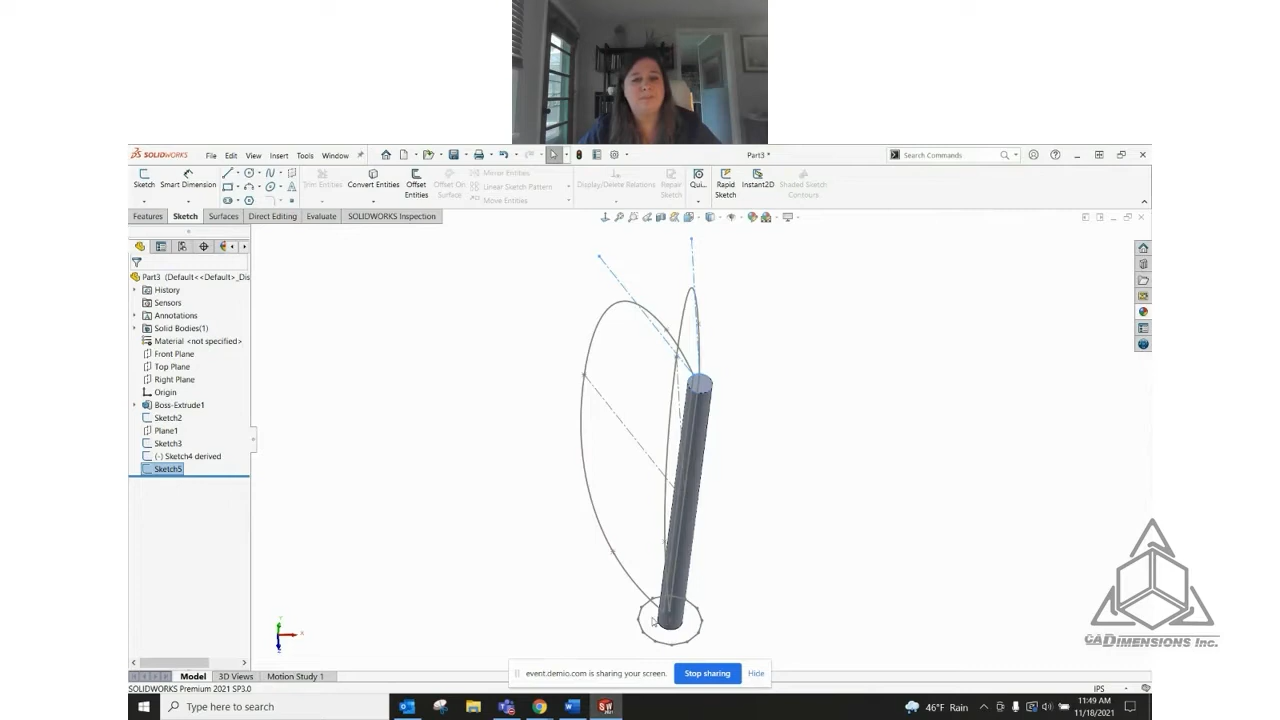 SOLIDWORKS File Edit View Insert Tools Window Part3 * Search Commands
Sketch Smart Dimension Trim Entities Convert Entities Offset Entities Offset On Surface Mirror Entities Linear Sketch Pattern Move Entities Display/Delete Relations Repair Sketch Qui... Rapid Sketch Instant2D Shaded Sketch Contours
Features Sketch Surfaces Direct Editing Evaluate SOLIDWORKS Inspection
Part3 (Default<<Default>_Dis
History
Sensors
Annotations
Solid Bodies(1)
Material <not specified>
Front Plane
Top Plane
Right Plane
Origin
Boss-Extrude1
Sketch2
Plane1
Sketch3
(-) Sketch4 derived
Sketch5
CADIMENSIONS Inc.
event.demio.com is sharing your screen. Stop sharing Hide
Model 3D Views Motion Study 1
SOLIDWORKS Premium 2021 SP3.0 IPS
Type here to search 46°F Rain 11:49 AM
11/18/2021